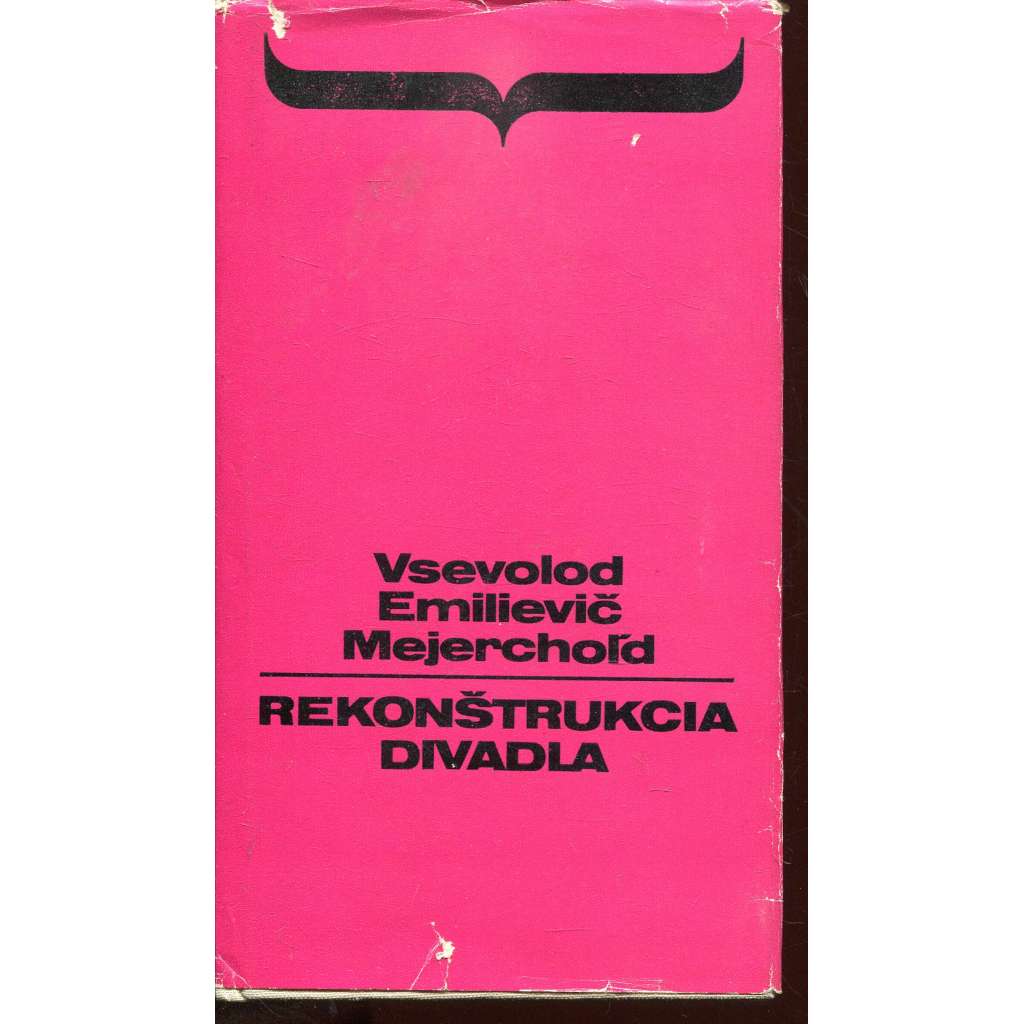 Vsevolod
Emilievič
Mejerchoľd
REKONŠTRUKCIA
DIVADLA